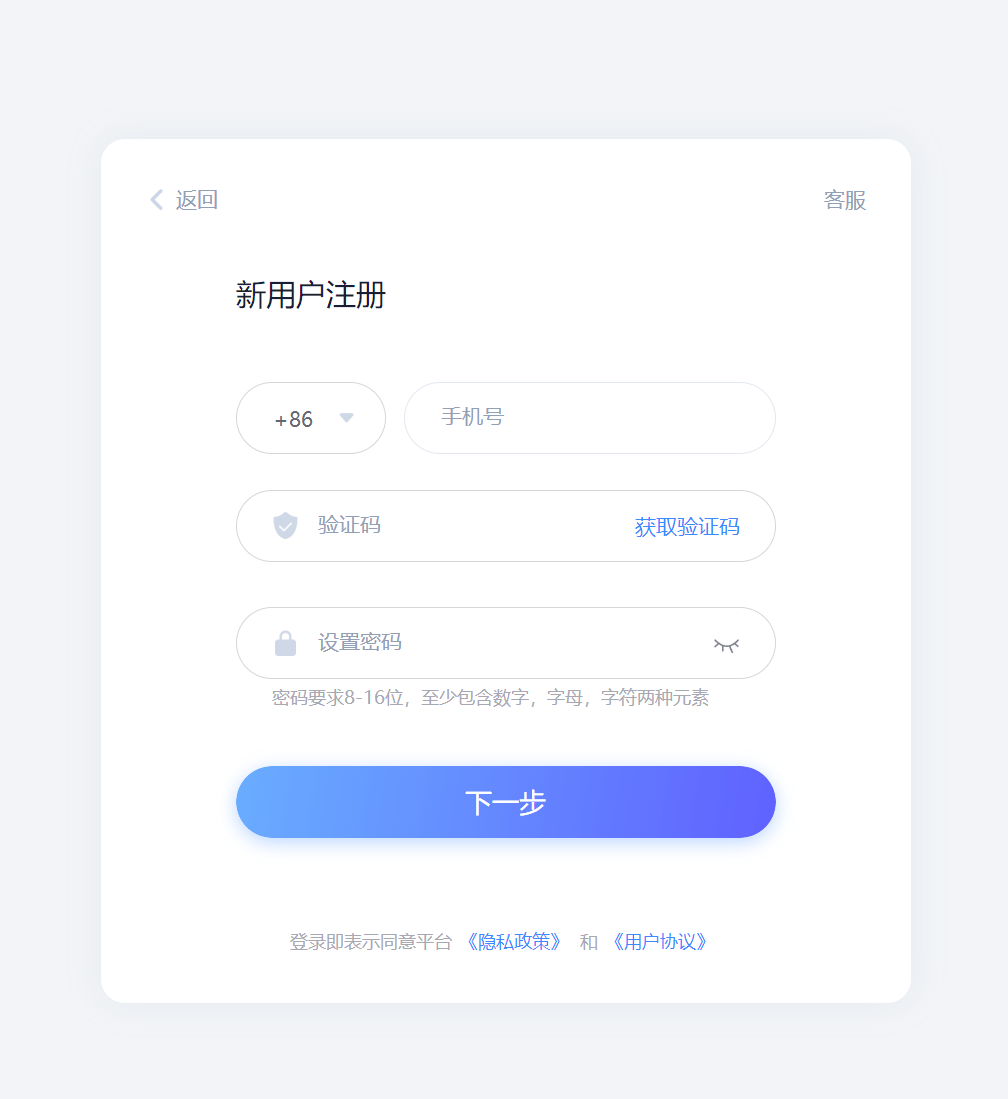 返回 客服
新用户注册
+86 手机号
验证码 获取验证码
设置密码
密码要求8-16位，至少包含数字，字母，字符两种元素
下一步
登录即表示同意平台 《隐私政策》 和 《用户协议》